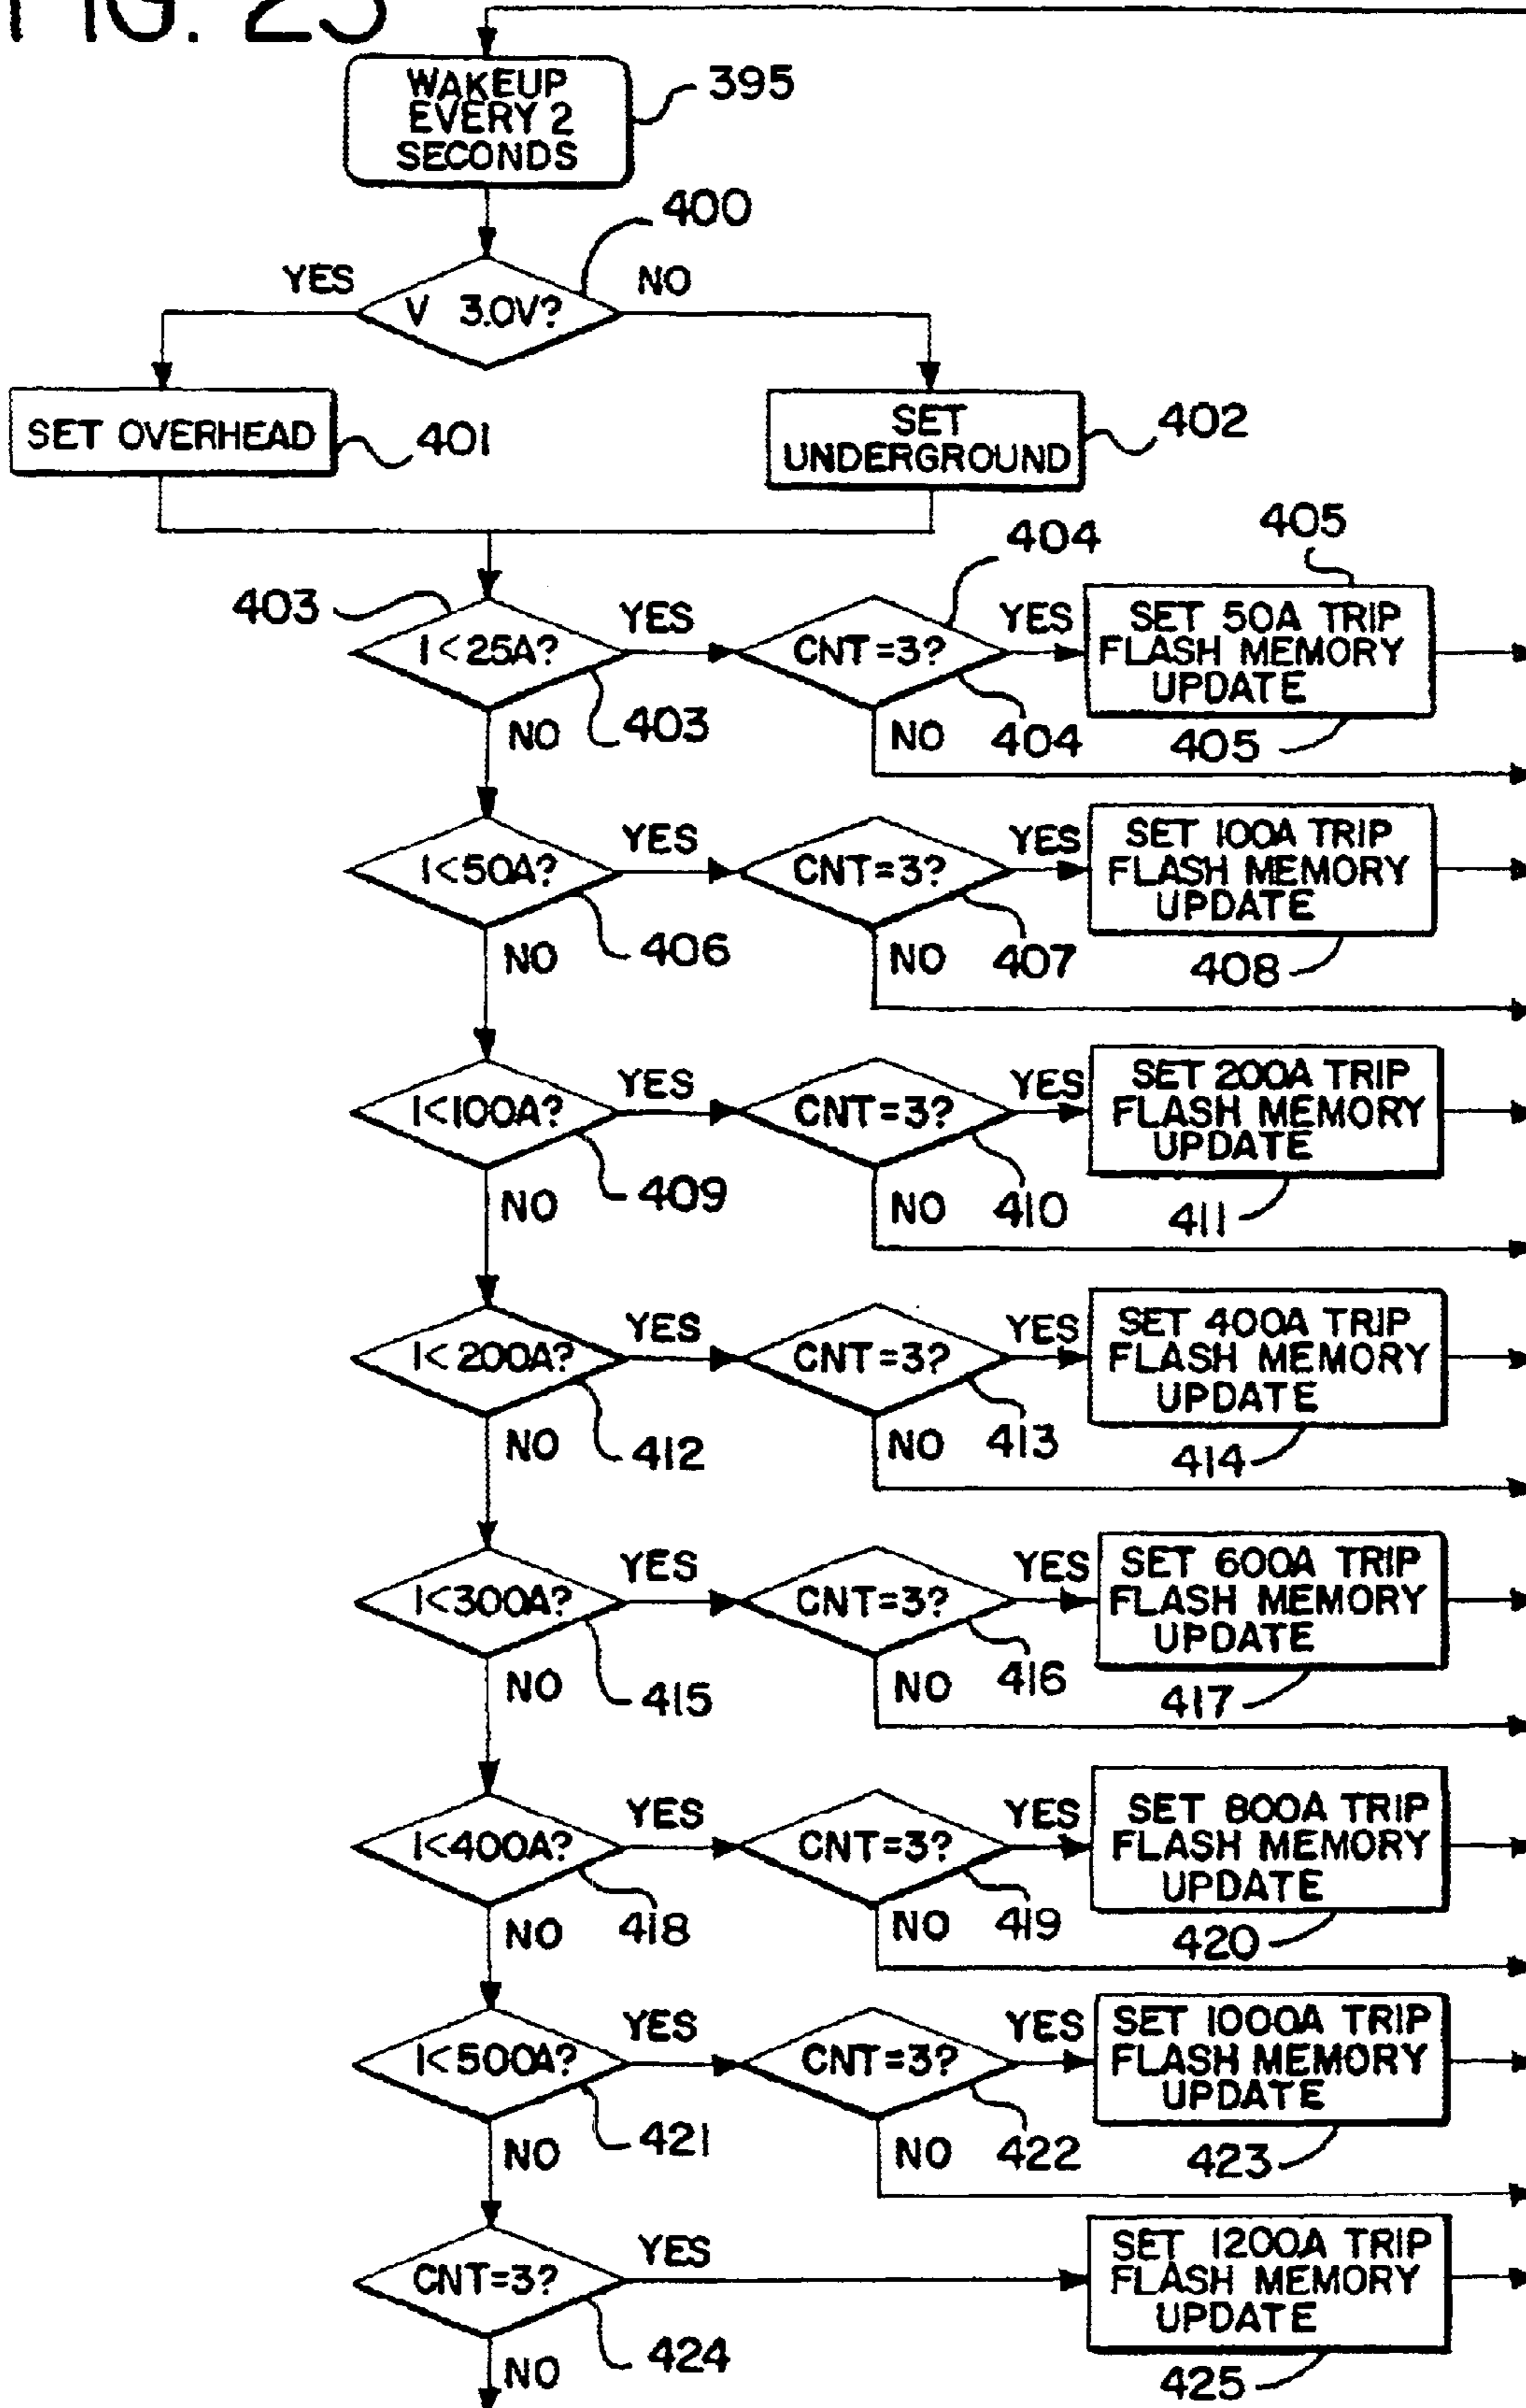 FIG. 23
WAKEUP
EVERY 2
SECONDS
395
400
YES
V 3.0V?
NO
SET OVERHEAD
401
SET
UNDERGROUND
402
403
I<25A?
403
YES
NO
404
CNT=3?
404
YES
NO
405
SET 50A TRIP
FLASH MEMORY
UPDATE
405
I<50A?
406
YES
NO
CNT=3?
407
YES
NO
SET 100A TRIP
FLASH MEMORY
UPDATE
408
I<100A?
409
YES
NO
CNT=3?
410
YES
NO
SET 200A TRIP
FLASH MEMORY
UPDATE
411
I<200A?
412
YES
NO
CNT=3?
413
YES
NO
SET 400A TRIP
FLASH MEMORY
UPDATE
414
I<300A?
415
YES
NO
CNT=3?
416
YES
NO
SET 600A TRIP
FLASH MEMORY
UPDATE
417
I<400A?
418
YES
NO
CNT=3?
419
YES
NO
SET 800A TRIP
FLASH MEMORY
UPDATE
420
I<500A?
421
YES
NO
CNT=3?
422
YES
NO
SET 1000A TRIP
FLASH MEMORY
UPDATE
423
CNT=3?
424
YES
NO
SET 1200A TRIP
FLASH MEMORY
UPDATE
425